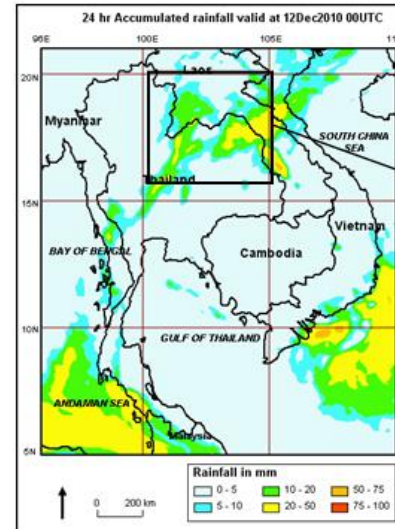 24 hr Accumulated rainfall valid at 12Dec2010 00UTC
95E 100E 105E 11
20N
Laos
Myanmar
SOUTH CHINA
SEA
Thailand
15N
Vietnam
BAY OF BENGAL
Cambodia
10N
GULF OF THAILAND
ANDAMAN SEA
Malaysia
5N
Rainfall in mm
0 - 5 10 - 20 50 - 75
5 - 10 20 - 50 75 - 100
0 200 km